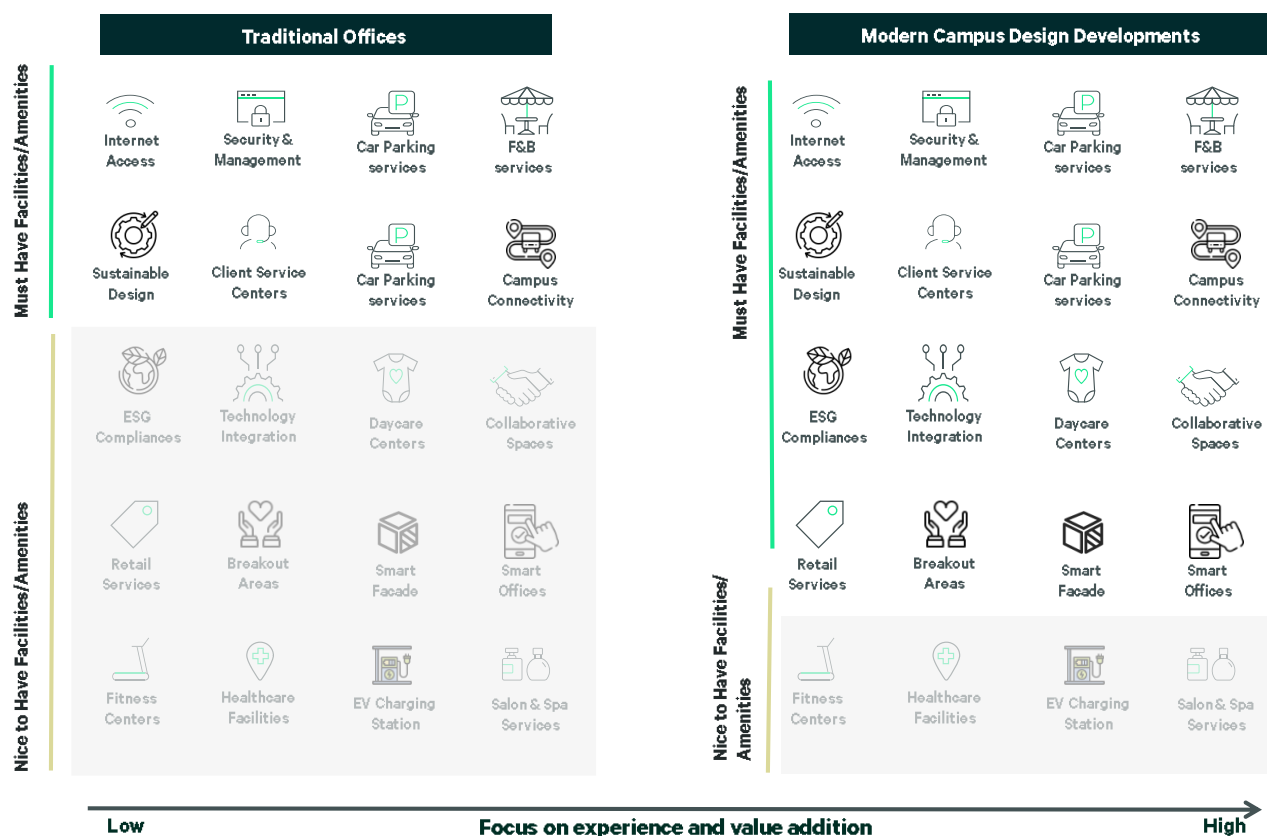 Traditional Offices
Must Have Facilities/Amenities
Internet
Access
Security &
Management
P
Car Parking
services
F&B
services
Sustainable
Design
Client Service
Centers
P
Car Parking
services
Campus
Connectivity
Nice to Have Facilities/Amenities
ESG
Compliances
Technology
Integration
Daycare
Centers
Collaborative
Spaces
Retail
Services
Breakout
Areas
Smart
Facade
Smart
Offices
Fitness
Centers
Healthcare
Facilities
EV Charging
Station
Salon & Spa
Services
Modern Campus Design Developments
Must Have Facilities/Amenities
Internet
Access
Security &
Management
P
Car Parking
services
F&B
services
Sustainable
Design
Client Service
Centers
P
Car Parking
services
Campus
Connectivity
ESG
Compliances
Technology
Integration
Daycare
Centers
Collaborative
Spaces
Retail
Services
Breakout
Areas
Smart
Facade
Smart
Offices
Nice to Have Facilities/
Amenities
Fitness
Centers
Healthcare
Facilities
EV Charging
Station
Salon & Spa
Services
Low
Focus on experience and value addition
High